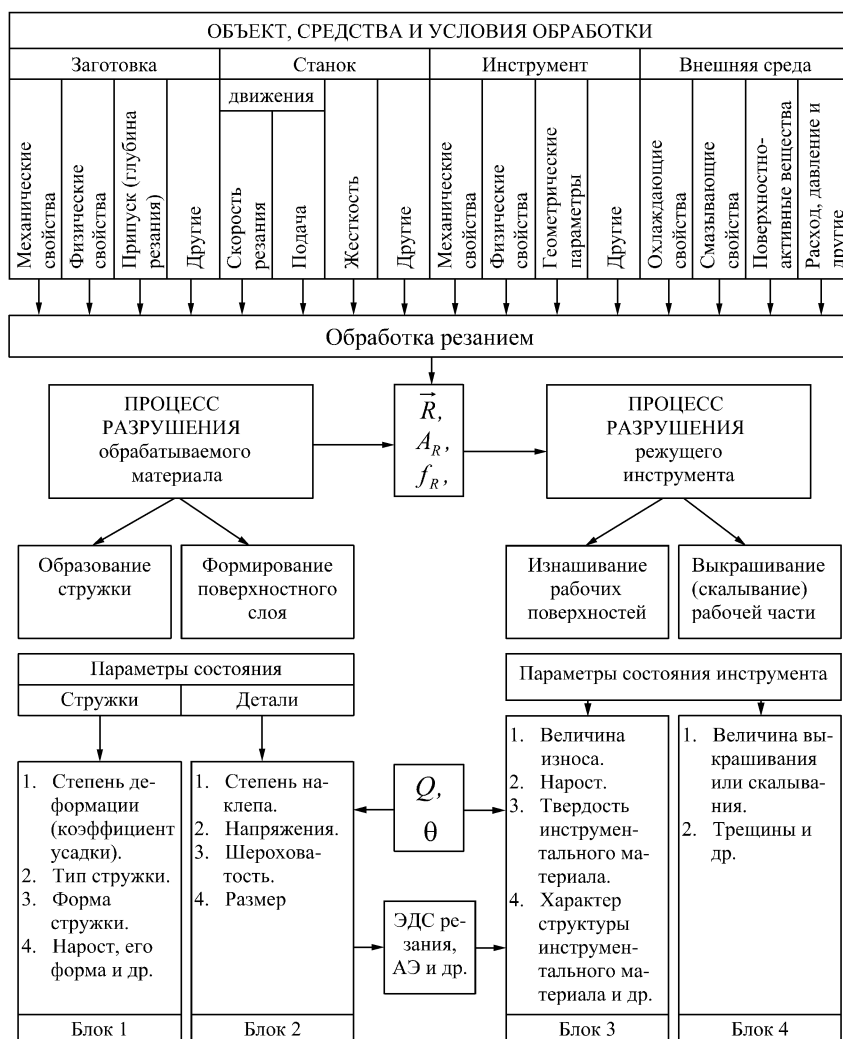 ОБЪЕКТ, СРЕДСТВА И УСЛОВИЯ ОБРАБОТКИ
Заготовка
Станок
Инструмент
Внешняя среда
движения
Механические
свойства
Физические
свойства
Припуск (глубина
резания)
Другие
Скорость
резания
Подача
Жесткость
Другие
Механические
свойства
Физические
свойства
Геометрические
параметры
Другие
Охлаждающие
свойства
Смазывающие
свойства
Поверхностно-
активные вещества
Расход, давление и
другие
Обработка резанием
ПРОЦЕСС
РАЗРУШЕНИЯ
обрабатываемого
материала
R⃗,
A_R,
f_R,
ПРОЦЕСС
РАЗРУШЕНИЯ
режущего
инструмента
Образование
стружки
Формирование
поверхностного
слоя
Изнашивание
рабочих
поверхностей
Выкрашивание
(скалывание)
рабочей части
Параметры состояния
Стружки
Детали
Параметры состояния инструмента
1. Степень де-
формации
(коэффициент
усадки).
2. Тип стружки.
3. Форма
стружки.
4. Нарост, его
форма и др.
Блок 1
1. Степень на-
клепа.
2. Напряжения.
3. Шерохова-
тость.
4. Размер
Блок 2
Q,
θ
ЭДС ре-
зания,
АЭ и др.
1. Величина
износа.
2. Нарост.
3. Твердость
инструмен-
тального ма-
териала.
4. Характер
структуры
инструмен-
тального ма-
териала и др.
Блок 3
1. Величина вы-
крашивания
или скалыва-
ния.
2. Трещины и
др.
Блок 4